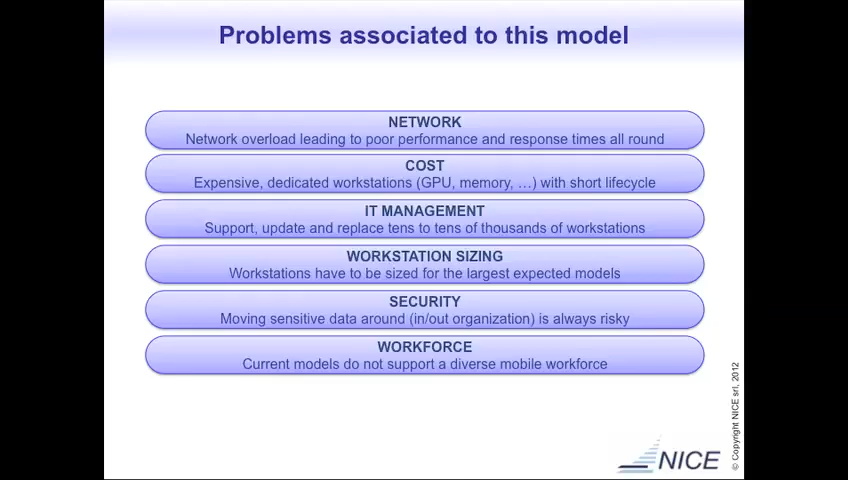 Problems associated to this model
NETWORK
Network overload leading to poor performance and response times all round
COST
Expensive, dedicated workstations (GPU, memory, …) with short lifecycle
IT MANAGEMENT
Support, update and replace tens to tens of thousands of workstations
WORKSTATION SIZING
Workstations have to be sized for the largest expected models
SECURITY
Moving sensitive data around (in/out organization) is always risky
WORKFORCE
Current models do not support a diverse mobile workforce
NICE
© Copyright NICE srl, 2012